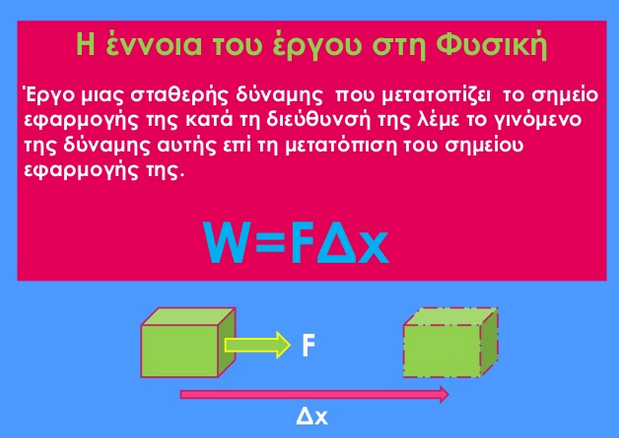 Η έννοια του έργου στη Φυσική
Έργο μιας σταθερής δύναμης που μετατοπίζει το σημείο
εφαρμογής της κατά τη διεύθυνσή της λέμε το γινόμενο
της δύναμης αυτής επί τη μετατόπιση του σημείου
εφαρμογής της.
W=FΔx
F
Δx